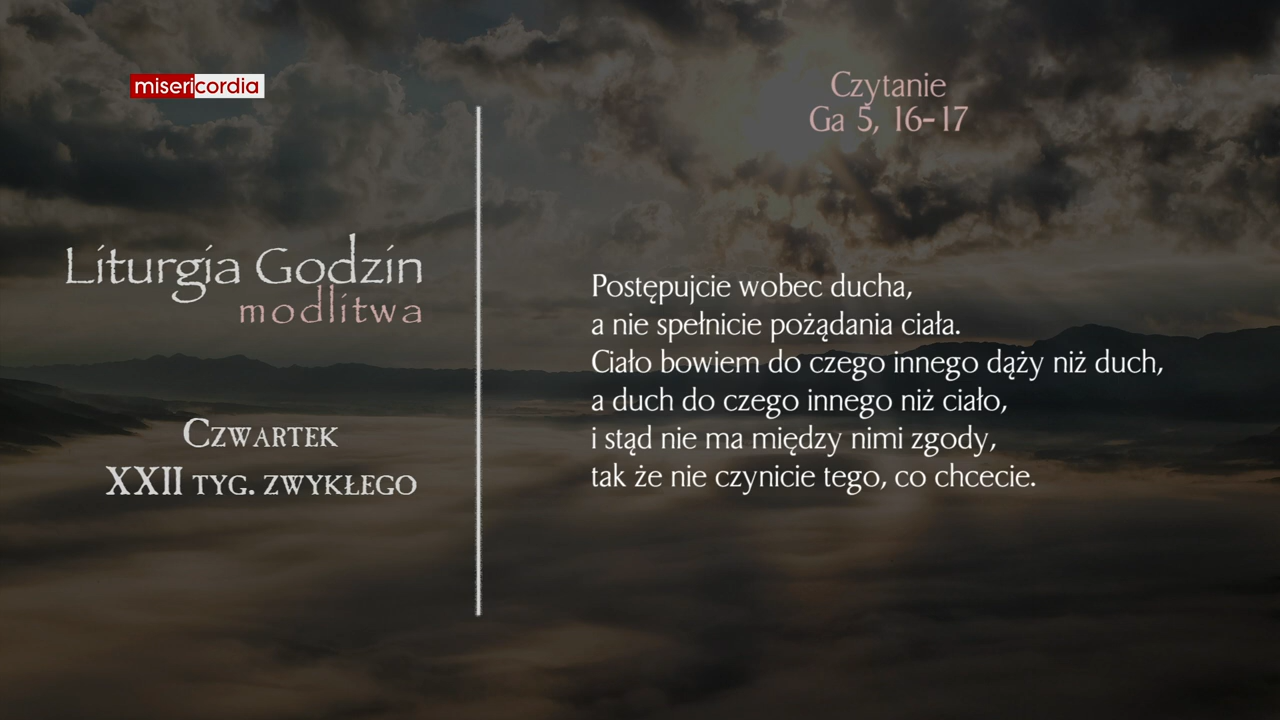 misericordia
Liturgia Godzin
modlitwa
Czwartek
XXII tyg. zwykłego
Czytanie
Ga 5, 16-17
Postępujcie wobec ducha,
a nie spełnicie pożądania ciała.
Ciało bowiem do czego innego dąży niż duch,
a duch do czego innego niż ciało,
i stąd nie ma między nimi zgody,
tak że nie czynicie tego, co chcecie.